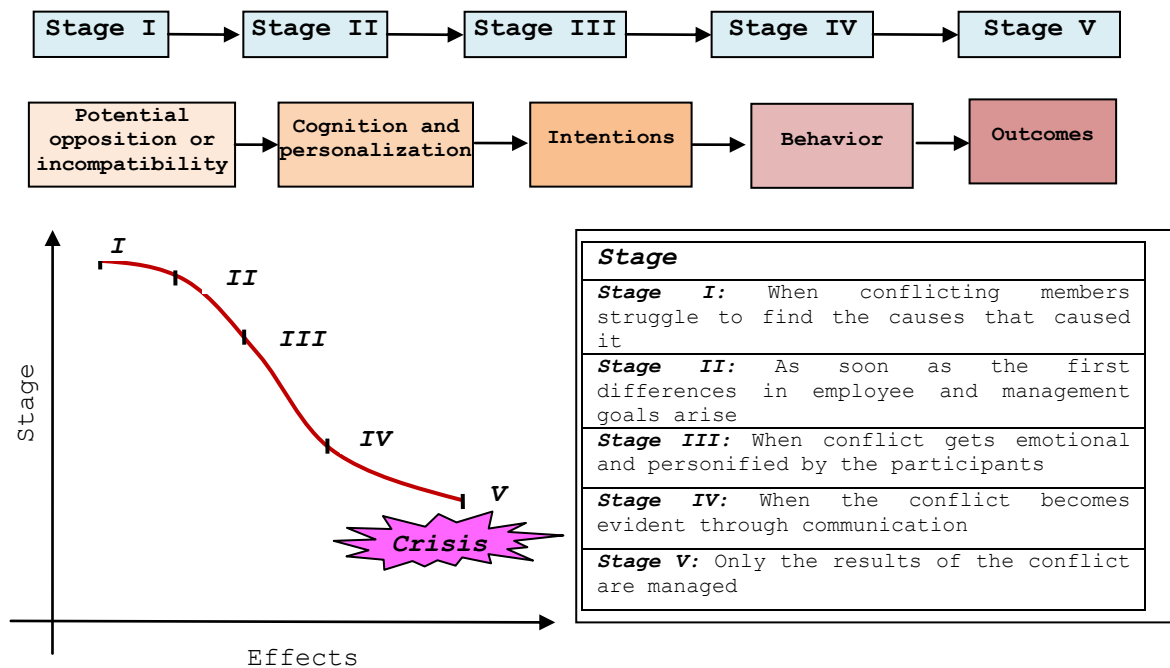 Stage I
Stage II
Stage III
Stage IV
Stage V
Potential
opposition or
incompatibility
Cognition and
personalization
Intentions
Behavior
Outcomes
I
II
III
IV
V
Crisis
Stage
Effects
Stage
Stage I: When conflicting members
struggle to find the causes that caused
it
Stage II: As soon as the first
differences in employee and management
goals arise
Stage III: When conflict gets emotional
and personified by the participants
Stage IV: When the conflict becomes
evident through communication
Stage V: Only the results of the conflict
are managed